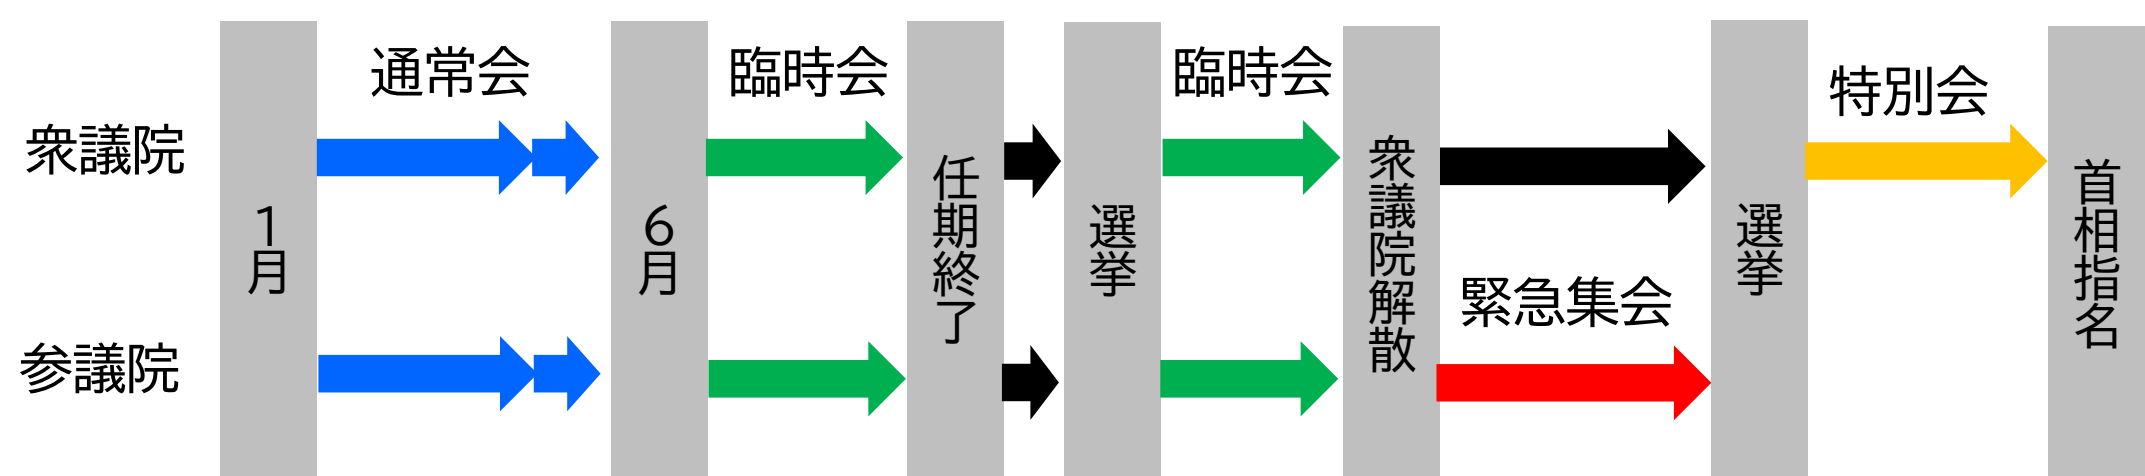 通常会
臨時会
臨時会
特別会
衆議院
参議院
1月
6月
任期終了
選挙
衆議院解散
緊急集会
選挙
首相指名